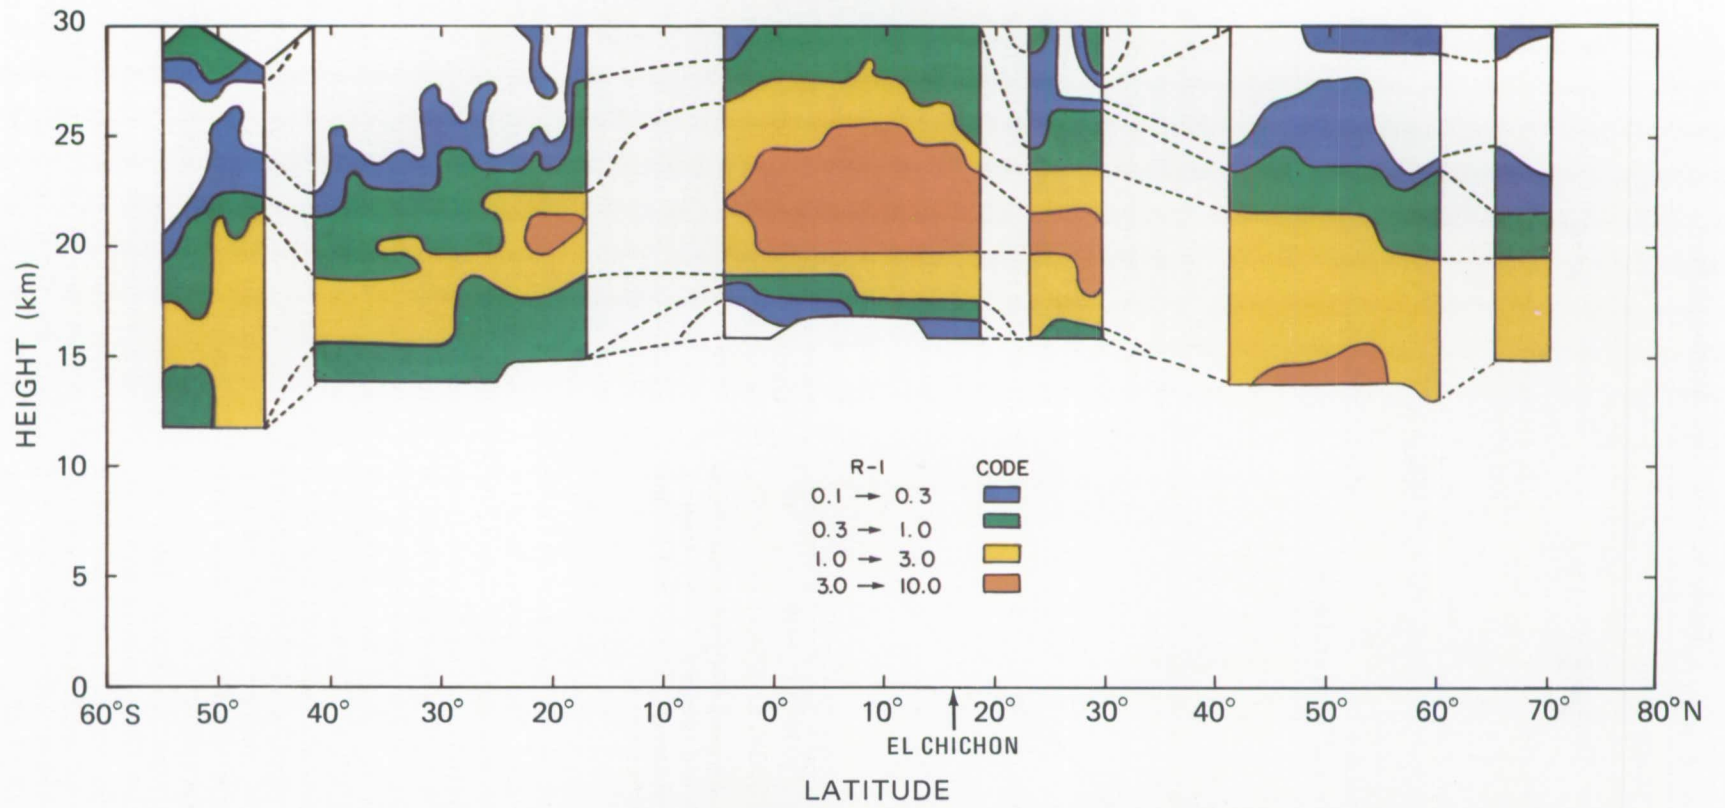 30
25
20
15
10
5
0
HEIGHT (km)
R-1 CODE
0.1 → 0.3
0.3 → 1.0
1.0 → 3.0
3.0 → 10.0
60°S 50° 40° 30° 20° 10° 0° 10° 20° 30° 40° 50° 60° 70° 80°N
EL CHICHON
LATITUDE